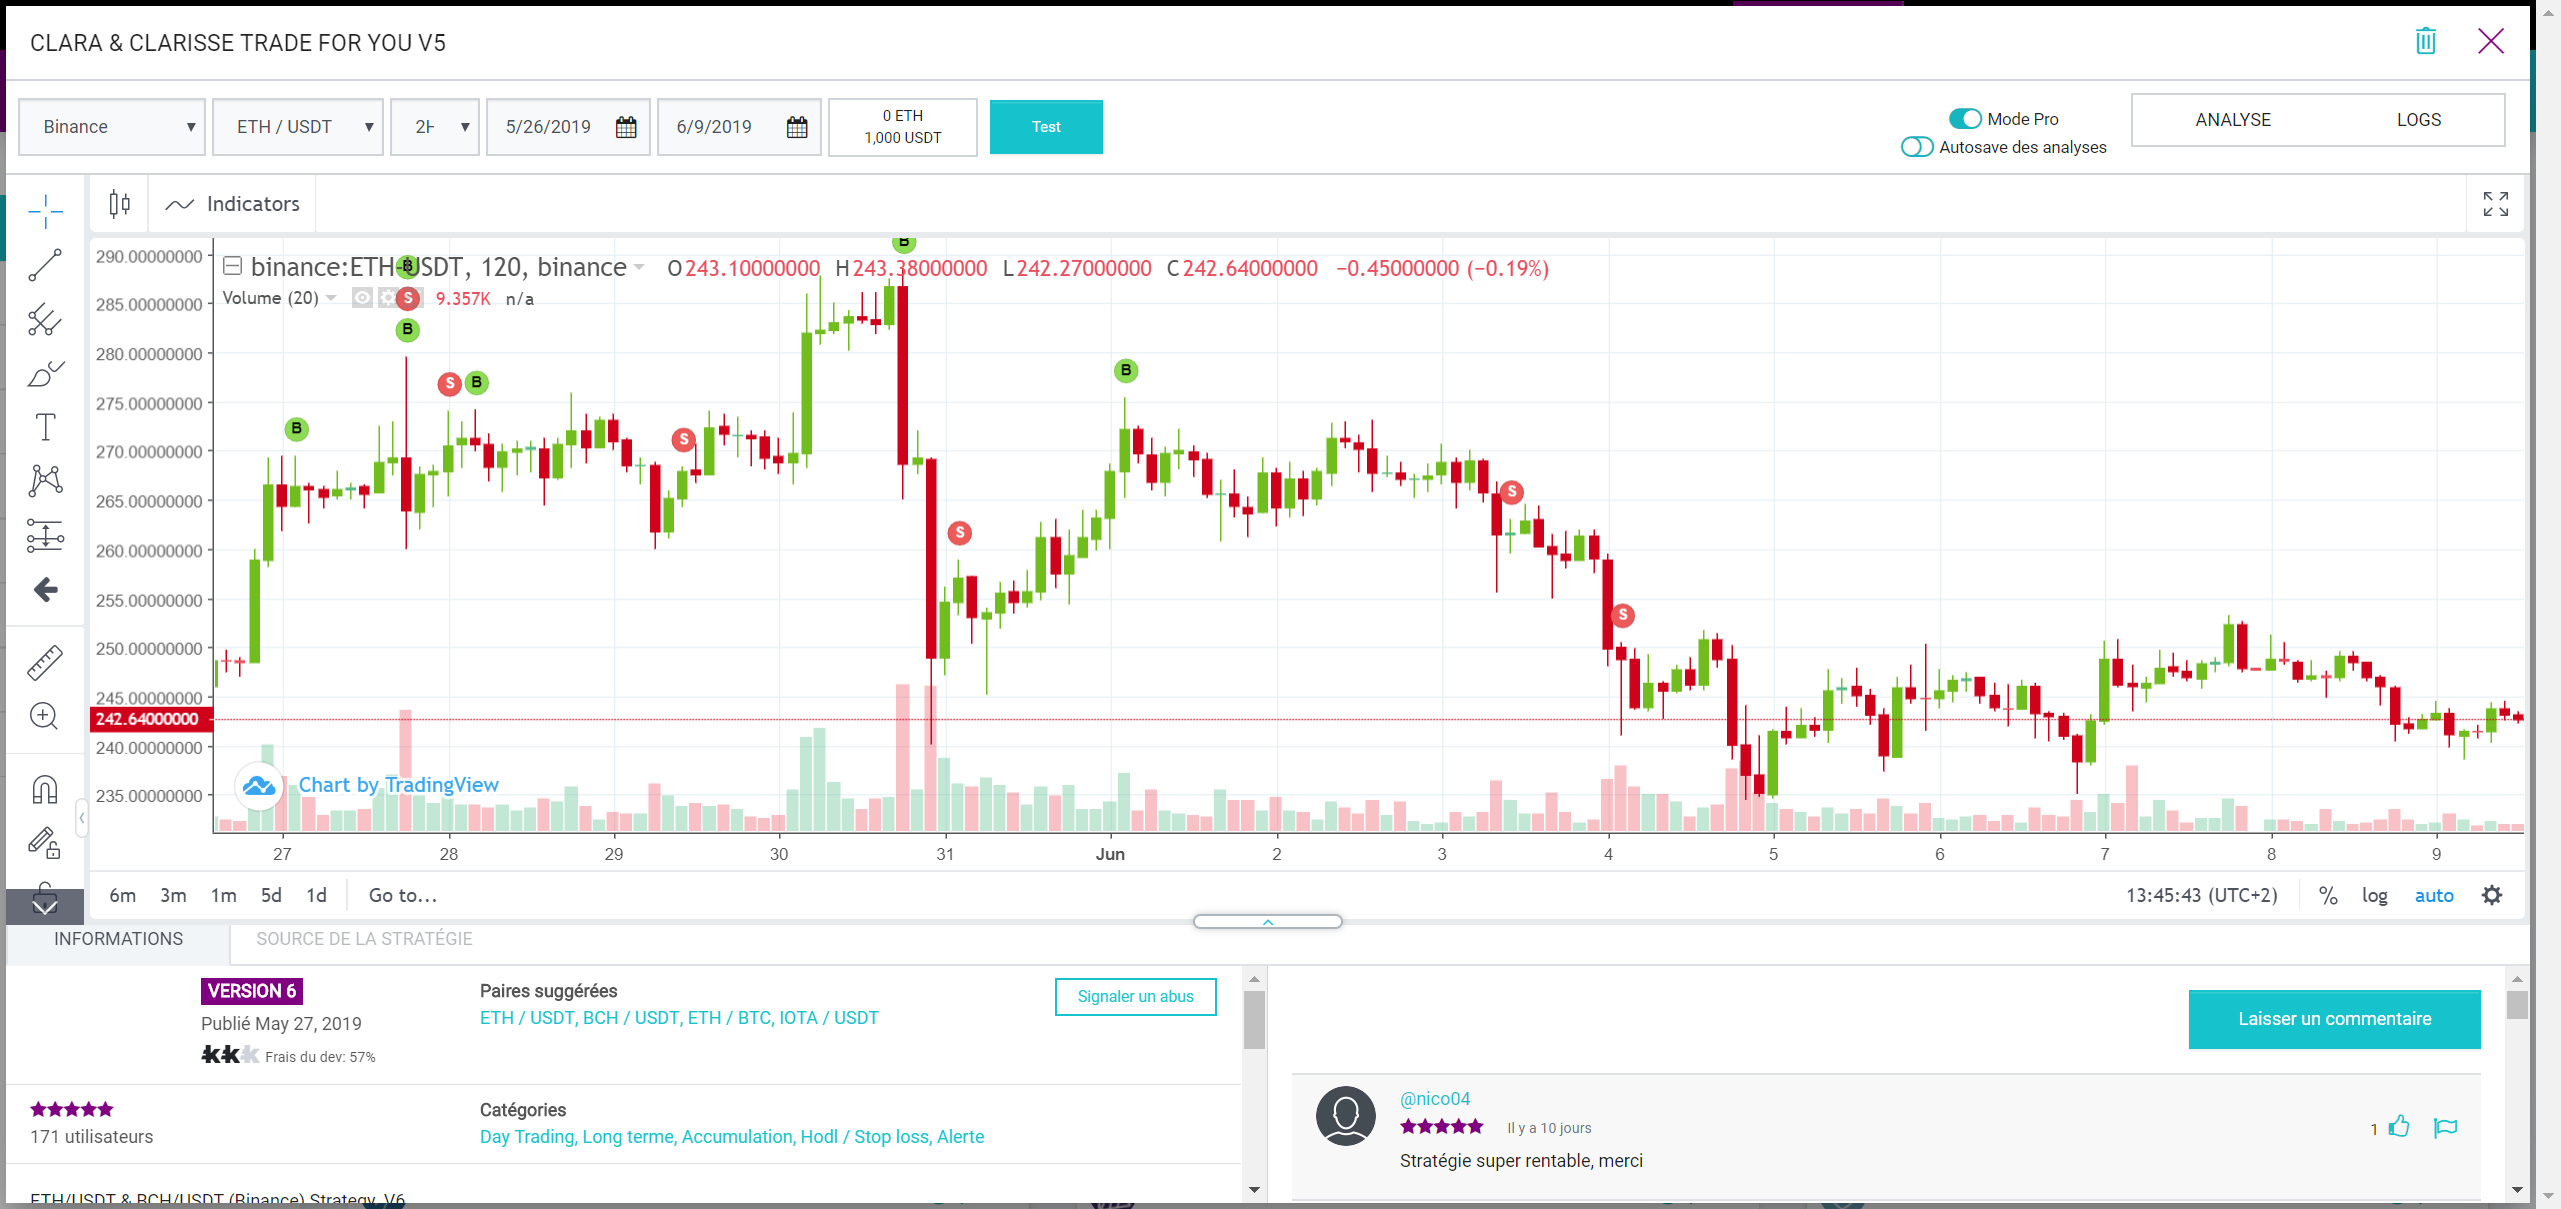 CLARA & CLARISSE TRADE FOR YOU V5
Binance
ETH / USDT
5/26/2019
6/9/2019
0 ETH
1,000 USDT
Test
Mode Pro
Autosave des analyses
ANALYSE
LOGS
Indicators
binance:ETH-USDT, 120, binance
O243.10000000 H243.38000000 L242.27000000 C242.64000000 −0.45000000 (−0.19%)
Volume (20) 9.357K n/a
290.00000000
285.00000000
280.00000000
275.00000000
270.00000000
265.00000000
260.00000000
255.00000000
250.00000000
245.00000000
242.64000000
240.00000000
235.00000000
B
S
B
B
S
B
S
B
S
B
S
S
Chart by TradingView
27 28 29 30 31 Jun 2 3 4 5 6 7 8 9
6m 3m 1m 5d 1d Go to...
13:45:43 (UTC+2) % log auto
INFORMATIONS
SOURCE DE LA STRATÉGIE
VERSION 6
Publié May 27, 2019
Frais du dev: 57%
Paires suggérées
ETH / USDT, BCH / USDT, ETH / BTC, IOTA / USDT
Signaler un abus
171 utilisateurs
Catégories
Day Trading, Long terme, Accumulation, Hodl / Stop loss, Alerte
ETH/USDT & BCH/USDT (Binance) Strategy V6
Laisser un commentaire
@nico04
Il y a 10 jours
1
Stratégie super rentable, merci